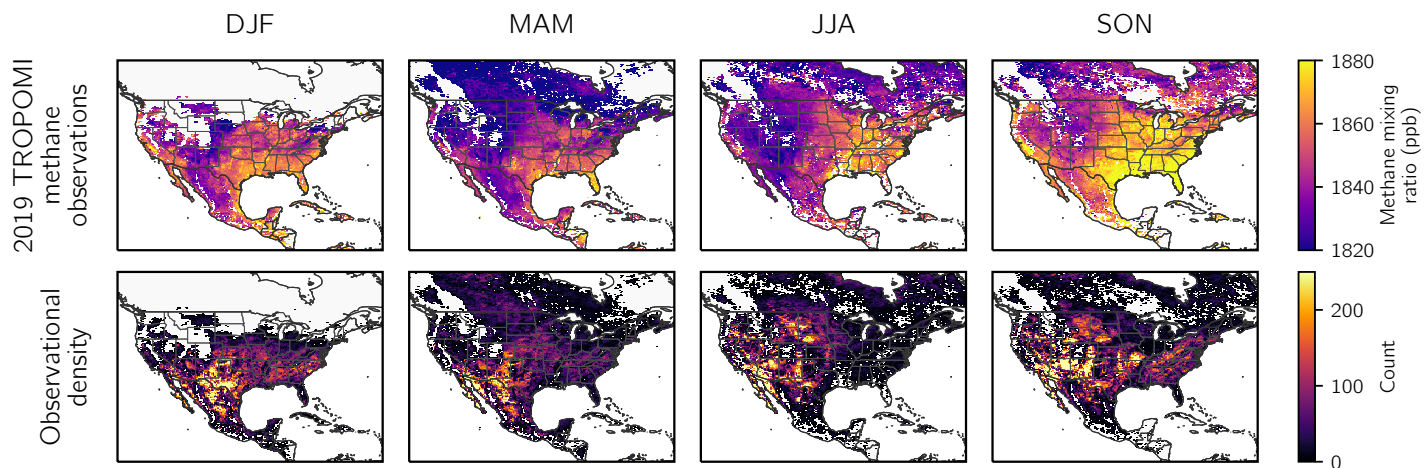 DJF
MAM
JJA
SON
2019 TROPOMI
methane
observations
1880
1860
1840
1820
Methane mixing
ratio (ppb)
Observational
density
200
100
0
Count